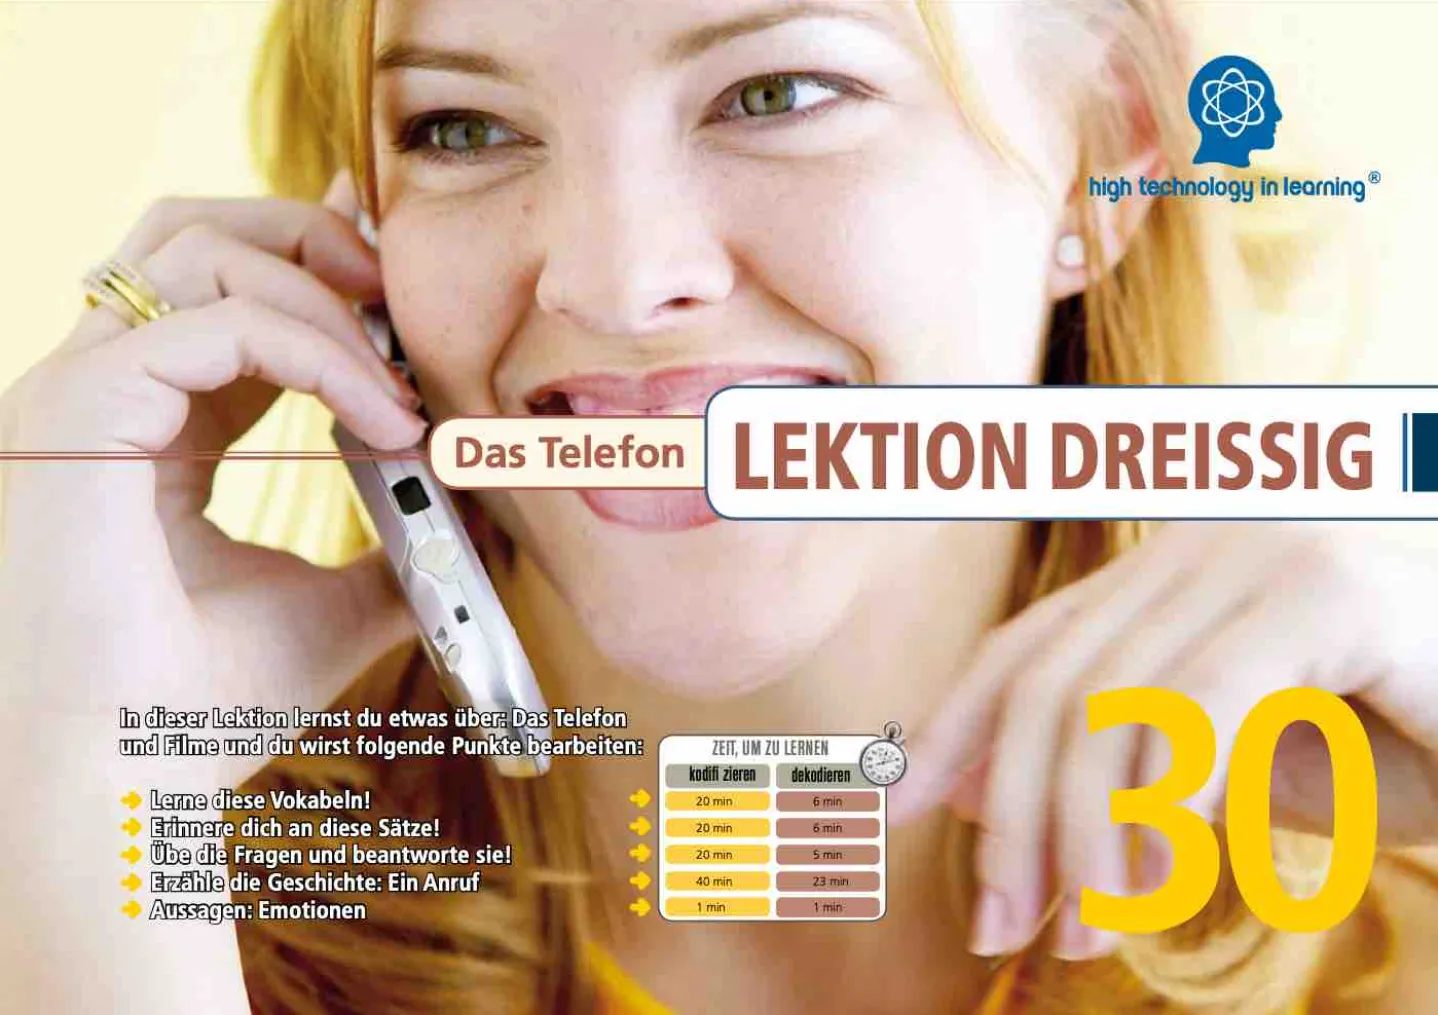 high technology in learning®
Das Telefon
LEKTION DREISSIG
In dieser Lektion lernst du etwas über: Das Telefon
und Filme und du wirst folgende Punkte bearbeiten:
Lerne diese Vokabeln!
Erinnere dich an diese Sätze!
Übe die Fragen und beantworte sie!
Erzähle die Geschichte: Ein Anruf
Aussagen: Emotionen
ZEIT, UM ZU LERNEN
kodifi zieren dekodieren
20 min 6 min
20 min 6 min
20 min 5 min
40 min 23 min
1 min 1 min
30